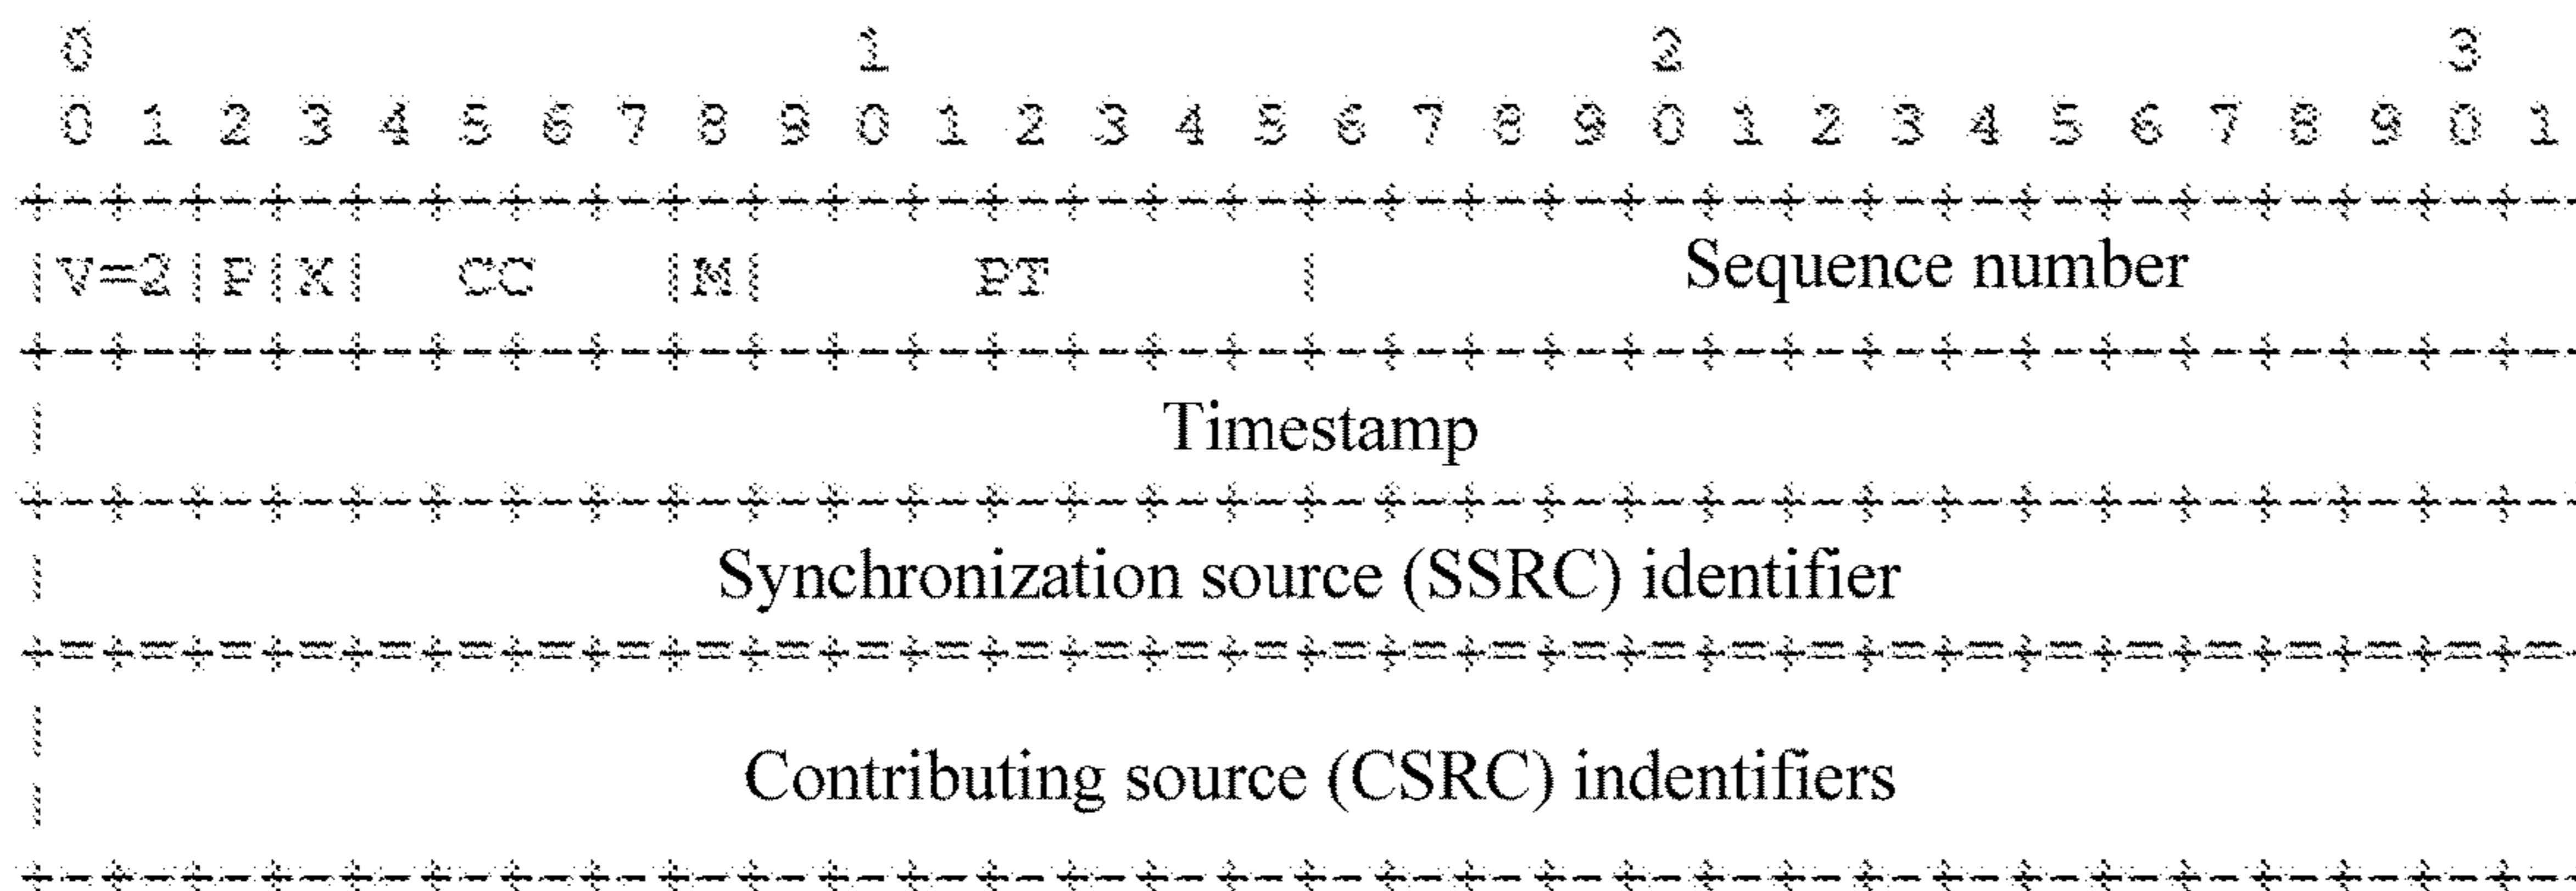 0 1 2 3
0 1 2 3 4 5 6 7 8 9 0 1 2 3 4 5 6 7 8 9 0 1 2 3 4 5 6 7 8 9 0 1
+-+-+-+-+-+-+-+-+-+-+-+-+-+-+-+-+-+-+-+-+-+-+-+-+-+-+-+-+-+-+-+-
|V=2|P|X| CC |M| PT | Sequence number
+-+-+-+-+-+-+-+-+-+-+-+-+-+-+-+-+-+-+-+-+-+-+-+-+-+-+-+-+-+-+-+-
| Timestamp
+-+-+-+-+-+-+-+-+-+-+-+-+-+-+-+-+-+-+-+-+-+-+-+-+-+-+-+-+-+-+-+-
| Synchronization source (SSRC) identifier
+=+=+=+=+=+=+=+=+=+=+=+=+=+=+=+=+=+=+=+=+=+=+=+=+=+=+=+=+=+=+=+=
|
| Contributing source (CSRC) indentifiers
+-+-+-+-+-+-+-+-+-+-+-+-+-+-+-+-+-+-+-+-+-+-+-+-+-+-+-+-+-+-+-+-